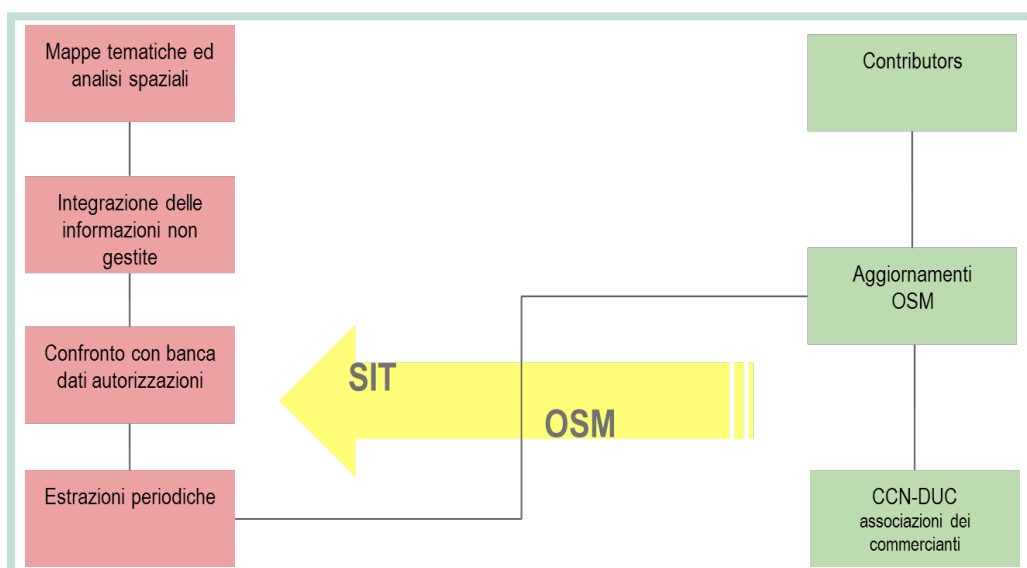 Mappe tematiche ed
analisi spaziali
Integrazione delle
informazioni non
gestite
Confronto con banca
dati autorizzazioni
Estrazioni periodiche
SIT
OSM
Contributors
Aggiornamenti
OSM
CCN-DUC
associazioni dei
commercianti